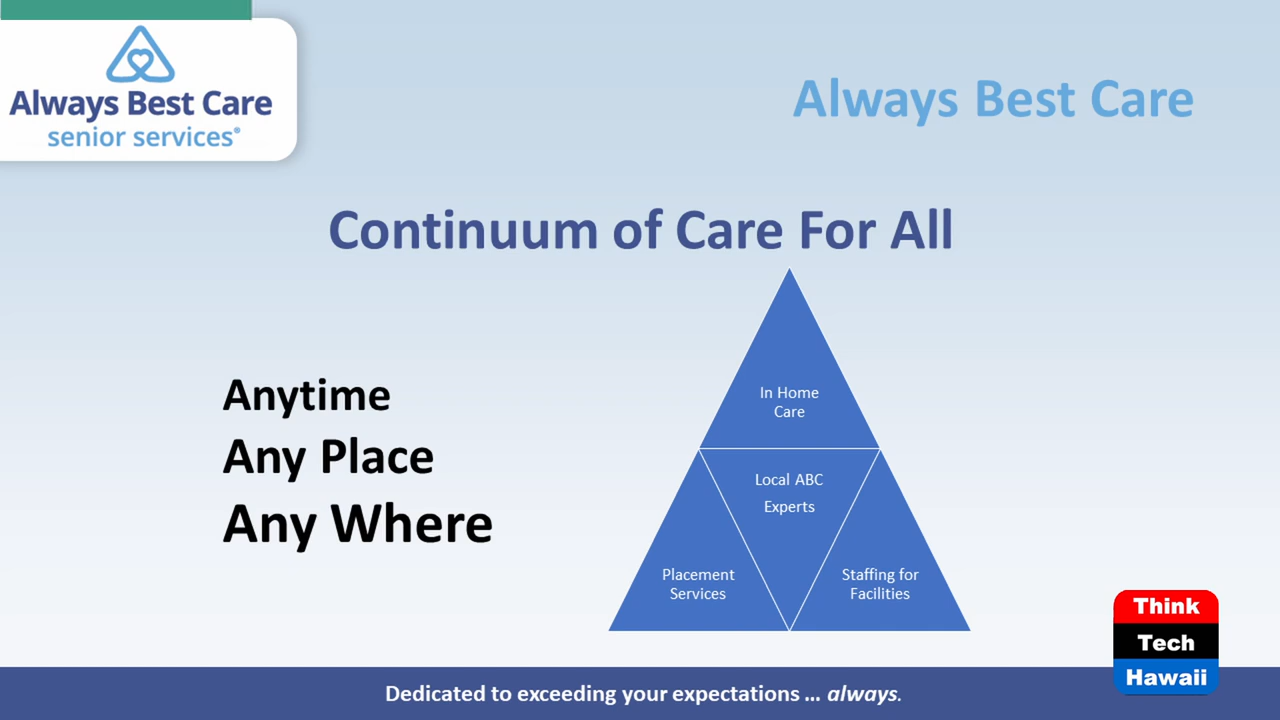 Always Best Care
senior services®
Always Best Care
Continuum of Care For All
Anytime
Any Place
Any Where
In Home
Care
Local ABC
Experts
Placement
Services
Staffing for
Facilities
Think
Tech
Hawaii
Dedicated to exceeding your expectations ... always.